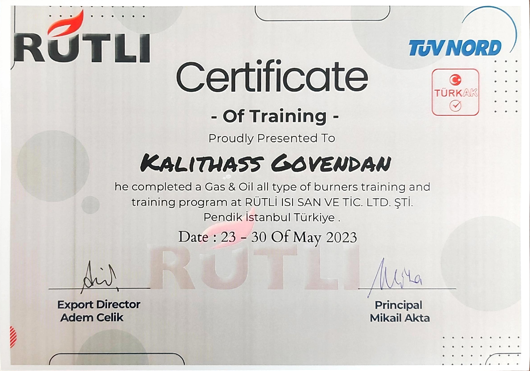 RÜTLI
TÜVNORD
TÜRKAK
Certificate
- Of Training -
Proudly Presented To
KALITHASS GOVENDAN
he completed a Gas & Oil all type of burners training and
training program at RÜTLİ ISI SAN VE TİC. LTD. ŞTİ.
Pendik İstanbul Türkiye .
Date : 23 - 30 Of May 2023
RÜTLI
Export Director
Adem Celik
Principal
Mikail Akta